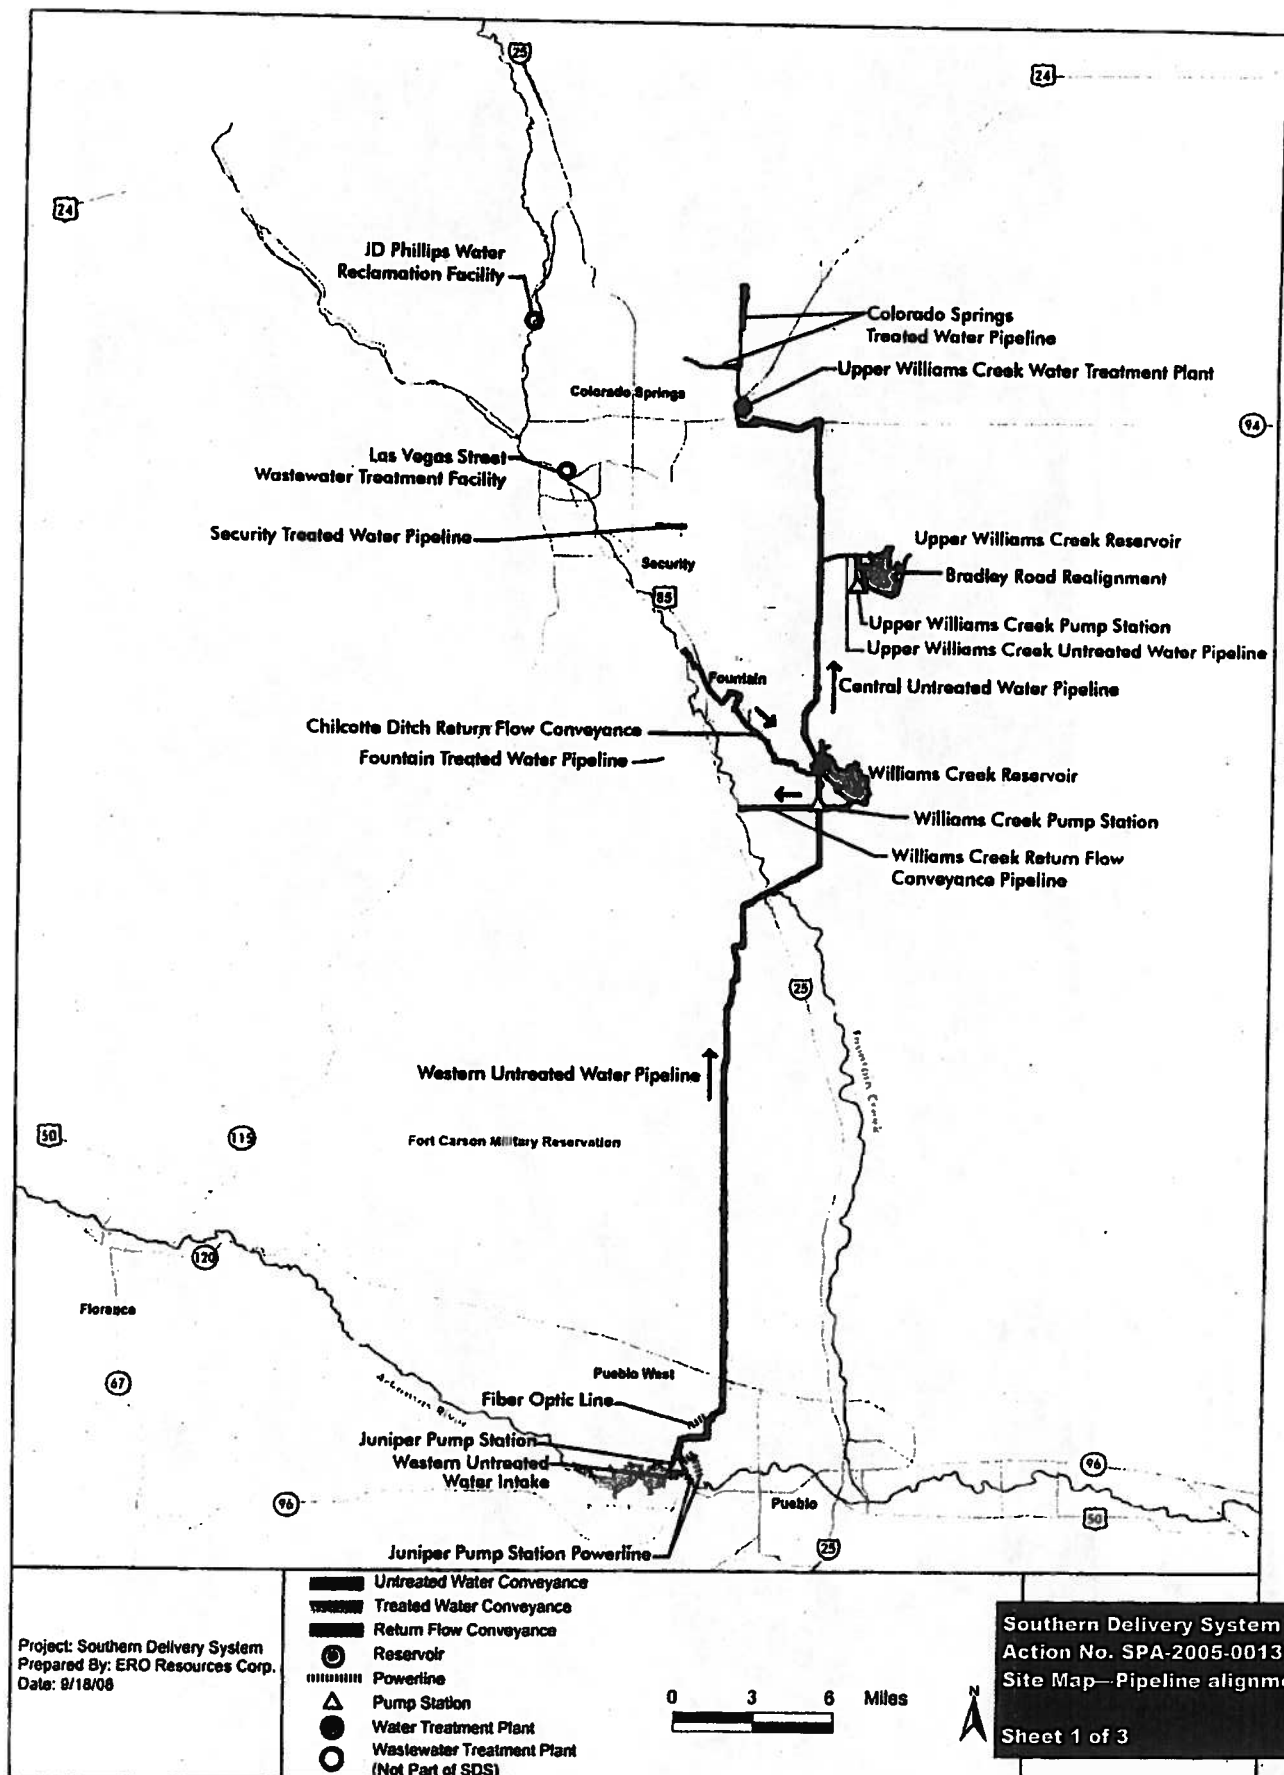 25
24
24
JD Phillips Water
Reclamation Facility
Colorado Springs
Treated Water Pipeline
Upper Williams Creek Water Treatment Plant
Colorado Springs
94
Las Vegas Street
Wastewater Treatment Facility
Security Treated Water Pipeline
Upper Williams Creek Reservoir
Security
Bradley Road Realignment
85
Upper Williams Creek Pump Station
Upper Williams Creek Untreated Water Pipeline
Fountain
Central Untreated Water Pipeline
Chilcotte Ditch Return Flow Conveyance
Fountain Treated Water Pipeline
Williams Creek Reservoir
Williams Creek Pump Station
Williams Creek Return Flow
Conveyance Pipeline
25
Fountain Creek
Western Untreated Water Pipeline
50
115
Fort Carson Military Reservation
120
Florence
67
Pueblo West
Arkansas River
Fiber Optic Line
Juniper Pump Station
Western Untreated
Water Intake
96
96
Pueblo
50
25
Juniper Pump Station Powerline
Untreated Water Conveyance
Treated Water Conveyance
Return Flow Conveyance
Reservoir
Powerline
Pump Station
Water Treatment Plant
Wastewater Treatment Plant
(Not Part of SDS)
Project: Southern Delivery System
Prepared By: ERO Resources Corp.
Date: 9/18/08
0 3 6 Miles
N
Southern Delivery System
Action No. SPA-2005-0013
Site Map—Pipeline alignme
Sheet 1 of 3